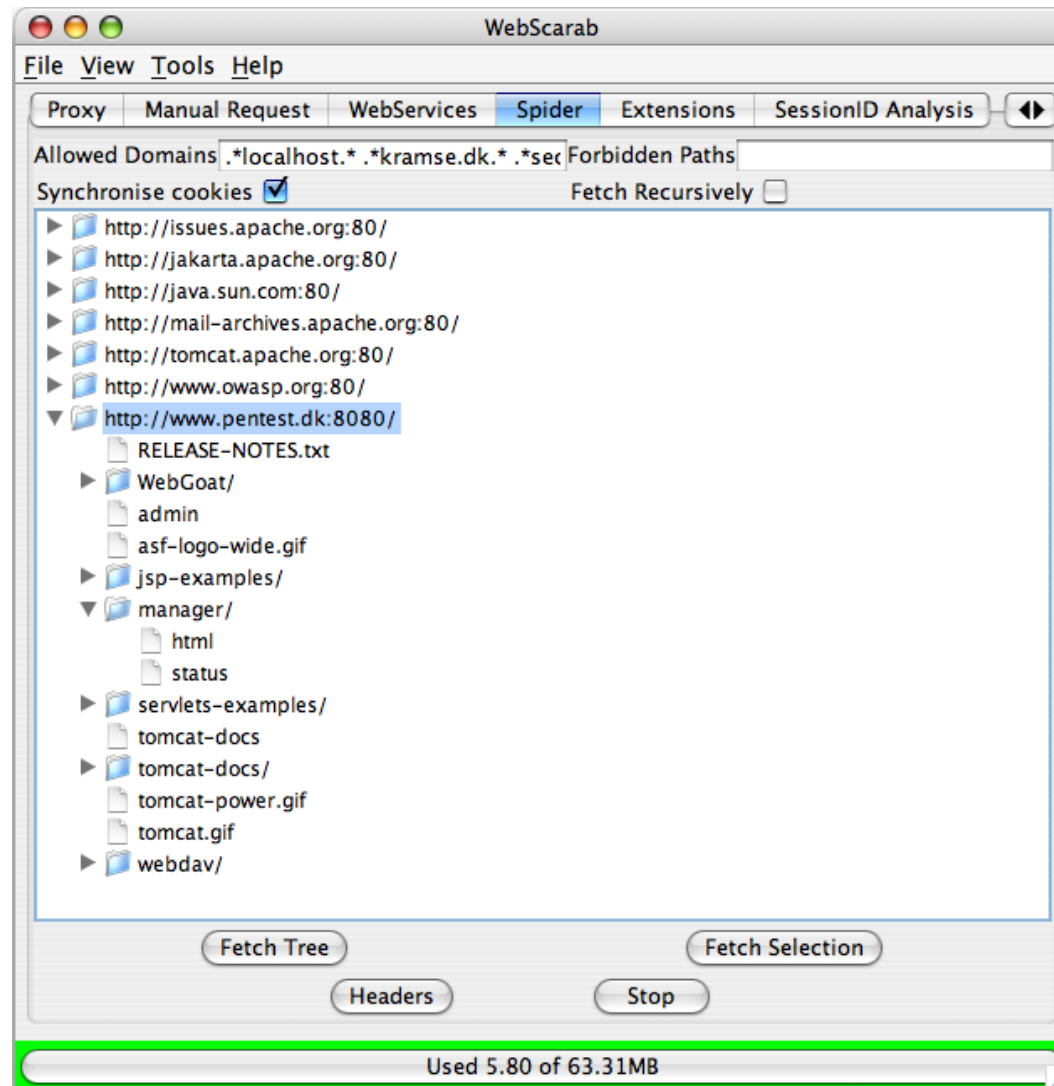 WebScarab
File View Tools Help
Proxy Manual Request WebServices Spider Extensions SessionID Analysis
Allowed Domains .*localhost.* .*kramse.dk.* .*sec Forbidden Paths
Synchronise cookies Fetch Recursively
http://issues.apache.org:80/
http://jakarta.apache.org:80/
http://java.sun.com:80/
http://mail-archives.apache.org:80/
http://tomcat.apache.org:80/
http://www.owasp.org:80/
http://www.pentest.dk:8080/
RELEASE-NOTES.txt
WebGoat/
admin
asf-logo-wide.gif
jsp-examples/
manager/
html
status
servlets-examples/
tomcat-docs
tomcat-docs/
tomcat-power.gif
tomcat.gif
webdav/
Fetch Tree Fetch Selection
Headers Stop
Used 5.80 of 63.31MB